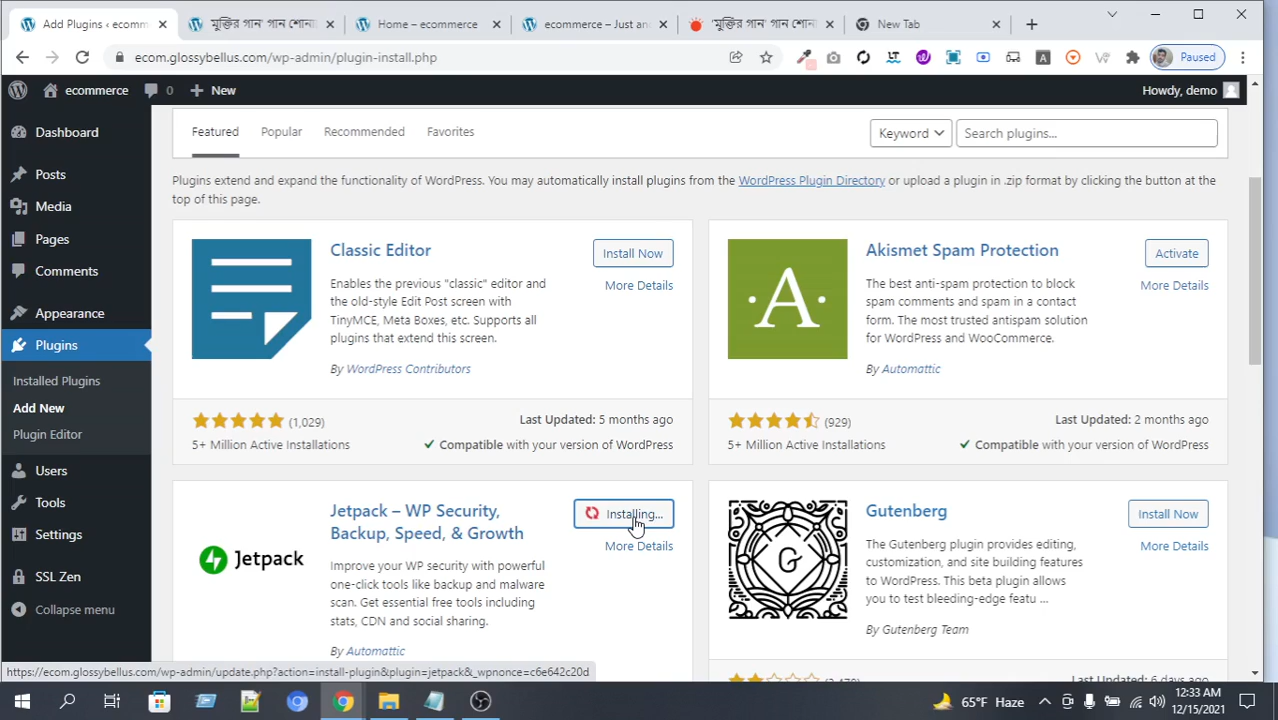 Add Plugins ‹ ecomm
মুক্তির গান' গান শোনা
Home – ecommerce
ecommerce – Just an
'মুক্তির গান' গান শোনা
New Tab
ecom.glossybellus.com/wp-admin/plugin-install.php
Paused
ecommerce
0
New
Howdy, demo
Dashboard
Posts
Media
Pages
Comments
Appearance
Plugins
Installed Plugins
Add New
Plugin Editor
Users
Tools
Settings
SSL Zen
Collapse menu
Featured
Popular
Recommended
Favorites
Keyword
Search plugins...
Plugins extend and expand the functionality of WordPress. You may automatically install plugins from the WordPress Plugin Directory or upload a plugin in .zip format by clicking the button at the
top of this page.
Classic Editor
Install Now
More Details
Enables the previous "classic" editor and
the old-style Edit Post screen with
TinyMCE, Meta Boxes, etc. Supports all
plugins that extend this screen.
By WordPress Contributors
(1,029)
Last Updated: 5 months ago
5+ Million Active Installations
Compatible with your version of WordPress
A
Akismet Spam Protection
Activate
More Details
The best anti-spam protection to block
spam comments and spam in a contact
form. The most trusted antispam solution
for WordPress and WooCommerce.
By Automattic
(929)
Last Updated: 2 months ago
5+ Million Active Installations
Compatible with your version of WordPress
Jetpack
Jetpack – WP Security,
Backup, Speed, & Growth
Installing...
More Details
Improve your WP security with powerful
one-click tools like backup and malware
scan. Get essential free tools including
stats, CDN and social sharing.
By Automattic
G
Gutenberg
Install Now
More Details
The Gutenberg plugin provides editing,
customization, and site building features
to WordPress. This beta plugin allows
you to test bleeding-edge featu ...
By Gutenberg Team
https://ecom.glossybellus.com/wp-admin/update.php?action=install-plugin&plugin=jetpack&_wpnonce=c6e642c20d
65°F Haze
12:33 AM
12/15/2021